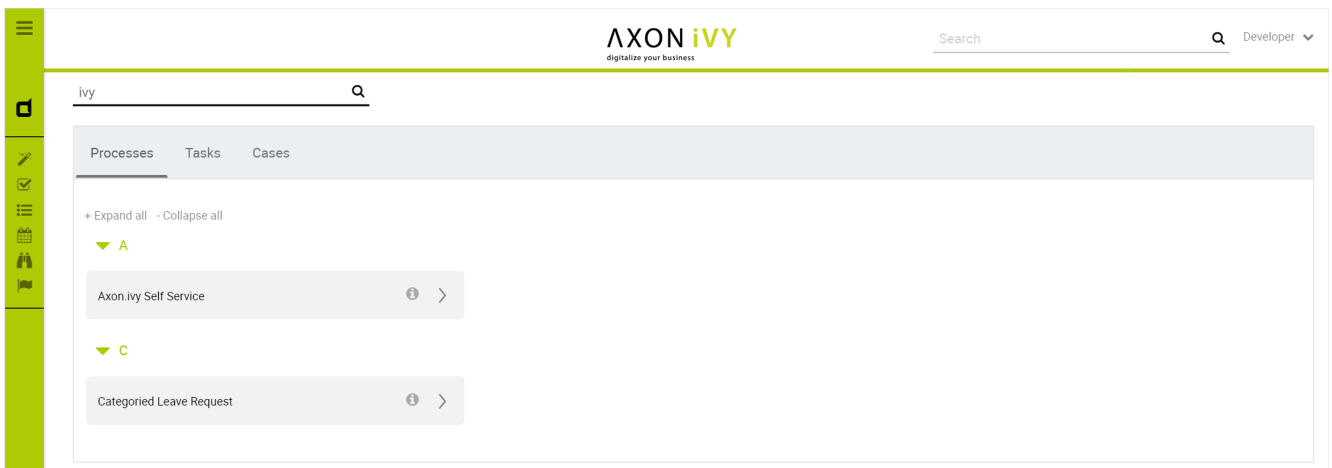 AXON iVY
digitalize your business
Search
Developer
ivy
Processes Tasks Cases
+ Expand all - Collapse all
A
Axon.ivy Self Service
C
Categoried Leave Request